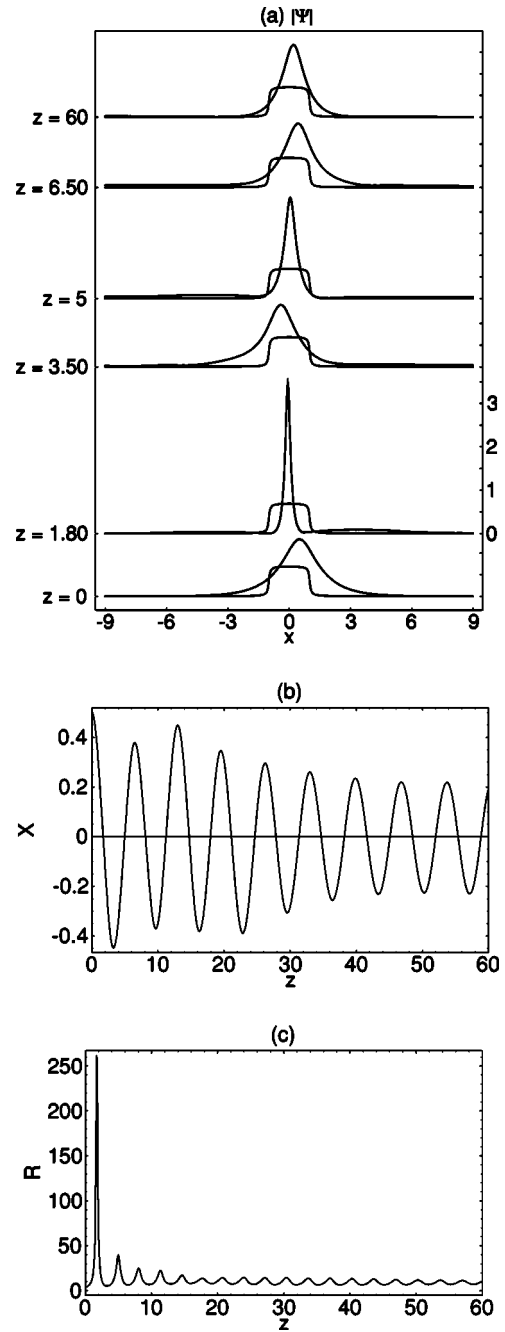 (a) |Ψ|
z = 60
z = 6.50
z = 5
z = 3.50
3
2
1
z = 1.80
0
z = 0
-9 -6 -3 0 3 6 9
x
(b)
0.4
0.2
X
0
-0.2
-0.4
0 10 20 30 40 50 60
z
(c)
250
200
150
R
100
50
0
0 10 20 30 40 50 60
z